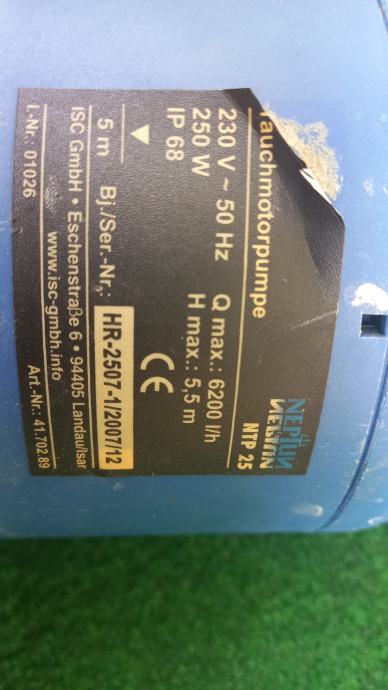 NEPTUN
NTP 25
Tauchmotorpumpe
230 V ~ 50 Hz Q max.: 6200 l/h
250 W H max.: 5,5 m
IP 68
CE
5 m Bj./Ser.-Nr.: HR-2507-1/2007/12
ISC GmbH • Eschenstraße 6 • 94405 Landau/Isar
I.-Nr.: 01026 www.isc-gmbh.info Art.-Nr.: 41.702.89